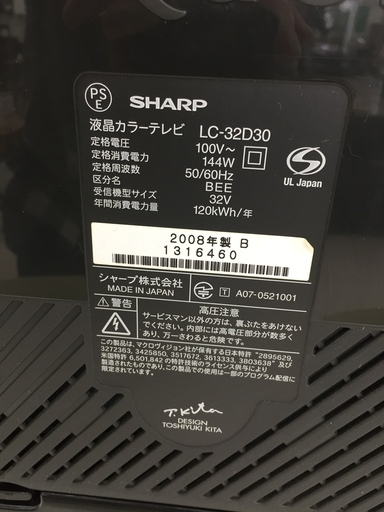 PS
E
SHARP
液晶カラーテレビ LC-32D30
定格電圧 100V～
定格消費電力 144W
定格周波数 50/60Hz
区分名 BEE
受信機型サイズ 32V
年間消費電力量 120kWh/年
UL Japan
2008年製 B
1316460
シャープ株式会社
MADE IN JAPAN
T A07-0521001
⚠警告 高圧注意
サービスマン以外の方は、裏ぶたをあけないでください。内部には高電圧部分が数多くあり、万一さわると危険です。
この製品は、マクロヴィジョン社が保有する日本特許 "2895629,
3272363, 3425850, 3517672, 3613333, 3803638" 及び
米国特許 6,501,842 の特許技術のライセンス供与により
T. Kita
DESIGN
TOSHIYUKI KITA